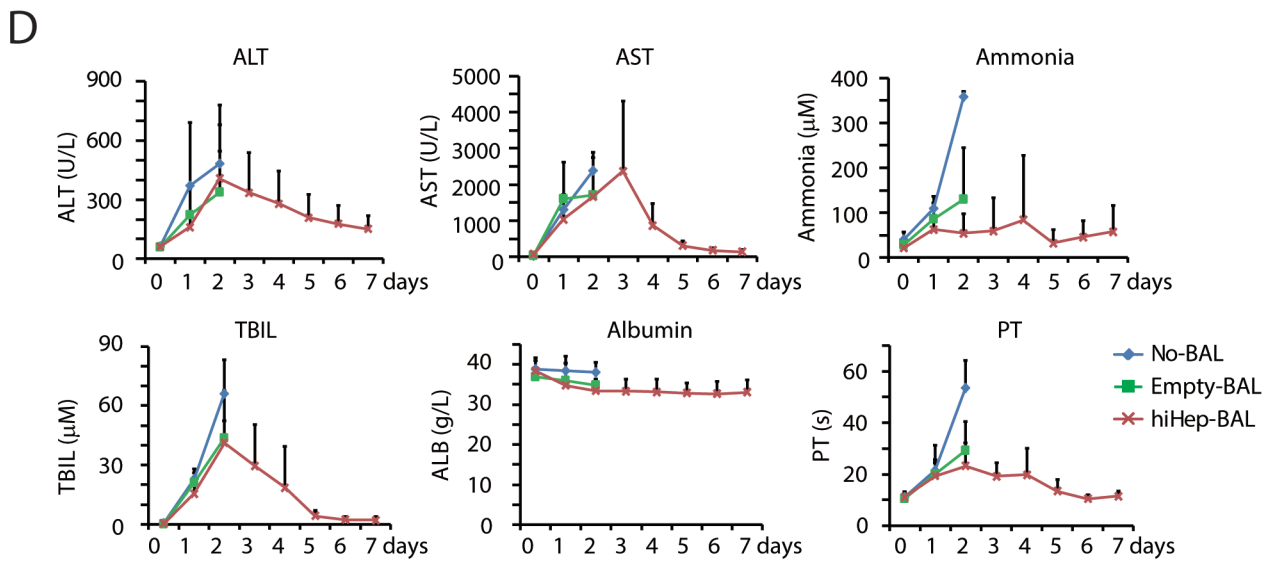 D
ALT
ALT (U/L)
900
600
300
0
0 1 2 3 4 5 6 7 days
AST
AST (U/L)
5000
4000
3000
2000
1000
0
0 1 2 3 4 5 6 7 days
Ammonia
Ammonia (μM)
400
300
200
100
0
0 1 2 3 4 5 6 7 days
TBIL
TBIL (μM)
90
60
30
0
0 1 2 3 4 5 6 7 days
Albumin
ALB (g/L)
40
30
20
10
0
0 1 2 3 4 5 6 7 days
PT
PT (s)
60
40
20
0
0 1 2 3 4 5 6 7 days
No-BAL
Empty-BAL
hiHep-BAL